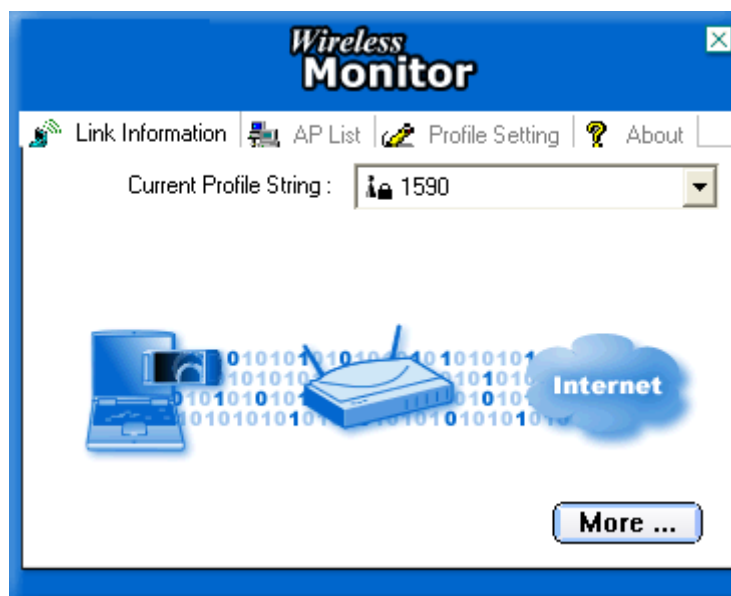 Wireless
Monitor
Link Information AP List Profile Setting About
Current Profile String : 1590
Internet
More ...